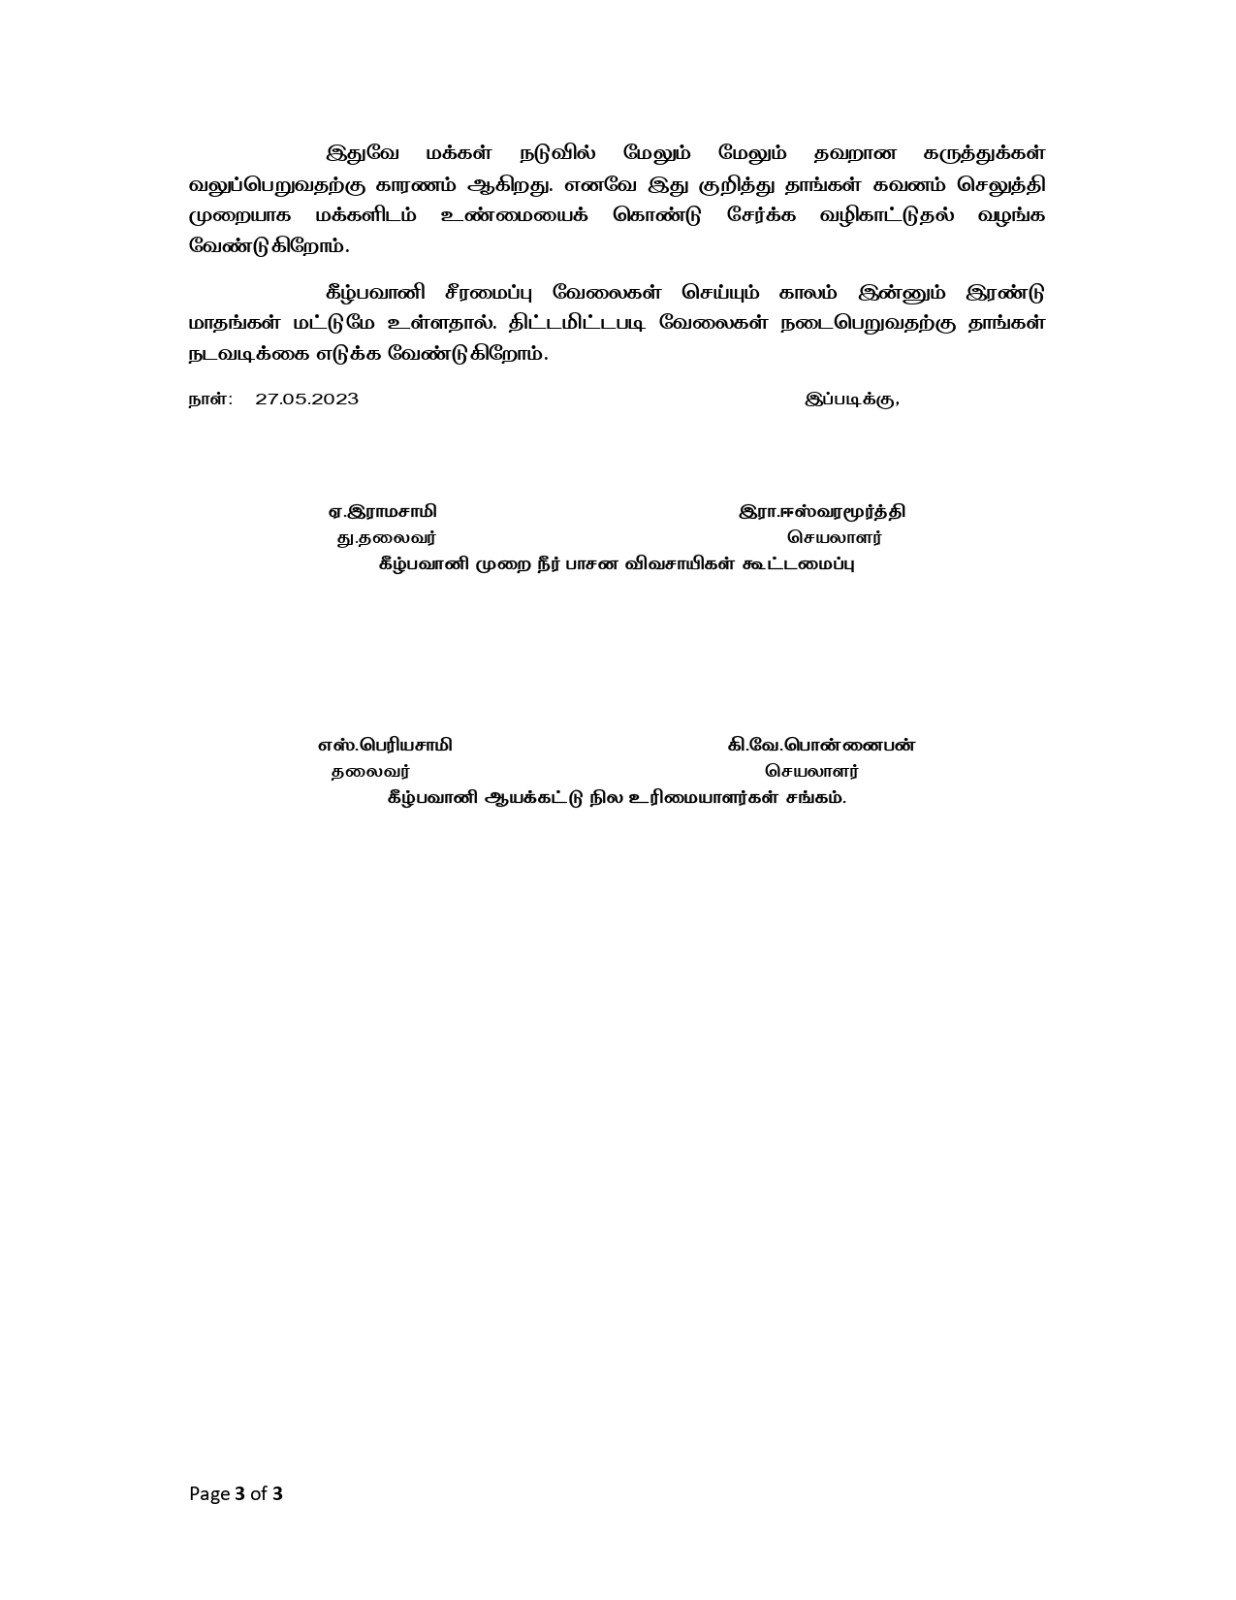 இதுவே மக்கள் நடுவில் மேலும் மேலும் தவறான கருத்துக்கள்
வலுப்பெறுவதற்கு காரணம் ஆகிறது. எனவே இது குறித்து தாங்கள் கவனம் செலுத்தி
முறையாக மக்களிடம் உண்மையைக் கொண்டு சேர்க்க வழிகாட்டுதல் வழங்க
வேண்டுகிறோம்.
கீழ்பவானி சீரமைப்பு வேலைகள் செய்யும் காலம் இன்னும் இரண்டு
மாதங்கள் மட்டுமே உள்ளதால். திட்டமிட்டபடி வேலைகள் நடைபெறுவதற்கு தாங்கள்
நடவடிக்கை எடுக்க வேண்டுகிறோம்.
நாள்: 27.05.2023 இப்படிக்கு,
ஏ.இராமசாமி இரா.ஈஸ்வரமூர்த்தி
து.தலைவர் செயலாளர்
கீழ்பவானி முறை நீர் பாசன விவசாயிகள் கூட்டமைப்பு
எஸ்.பெரியசாமி கி.வே.பொன்னைபன்
தலைவர் செயலாளர்
கீழ்பவானி ஆயக்கட்டு நில உரிமையாளர்கள் சங்கம்.
Page 3 of 3